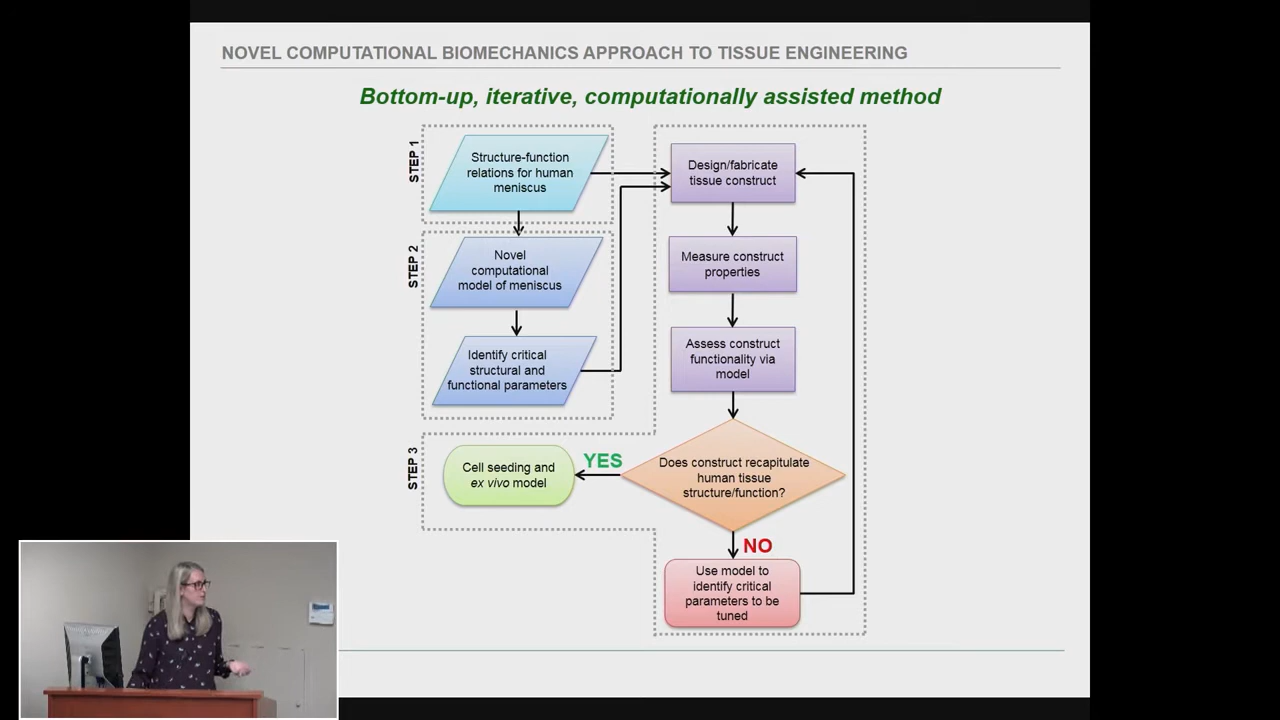 NOVEL COMPUTATIONAL BIOMECHANICS APPROACH TO TISSUE ENGINEERING
Bottom-up, iterative, computationally assisted method
STEP 1
Structure-function
relations for human
meniscus
STEP 2
Novel
computational
model of meniscus
Identify critical
structural and
functional parameters
Design/fabricate
tissue construct
Measure construct
properties
Assess construct
functionality via
model
STEP 3
Does construct recapitulate
human tissue
structure/function?
YES
Cell seeding and
ex vivo model
NO
Use model to
identify critical
parameters to be
tuned